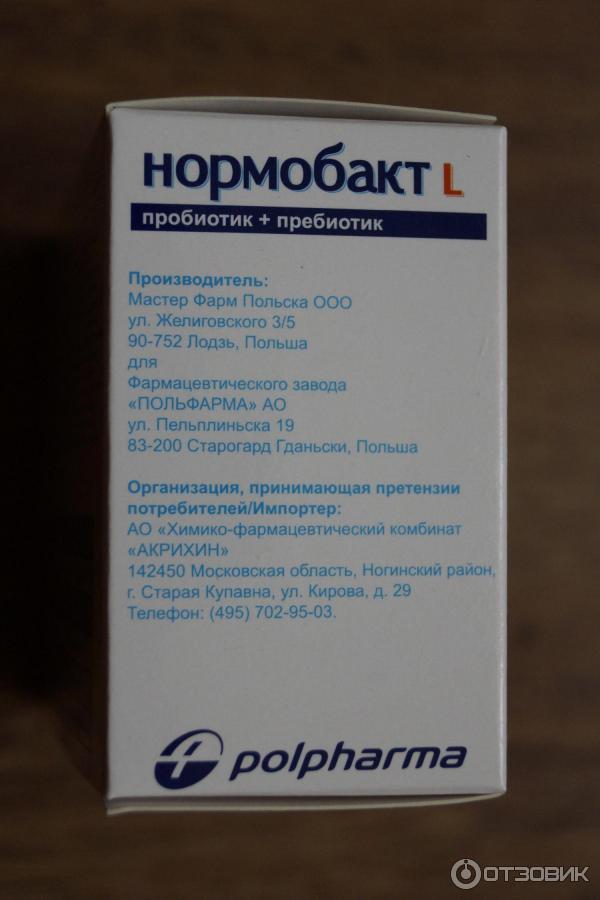 нормобакт L
пробиотик + пребиотик
Производитель:
Мастер Фарм Польска ООО
ул. Желиговского 3/5
90-752 Лодзь, Польша
для
Фармацевтического завода
«ПОЛЬФАРМА» АО
ул. Пельплиньска 19
83-200 Старогард Гданьски, Польша
Организация, принимающая претензии
потребителей/Импортер:
АО «Химико-фармацевтический комбинат
«АКРИХИН»
142450 Московская область, Ногинский район,
г. Старая Купавна, ул. Кирова, д. 29
Телефон: (495) 702-95-03.
polpharma
ОТЗОВИК